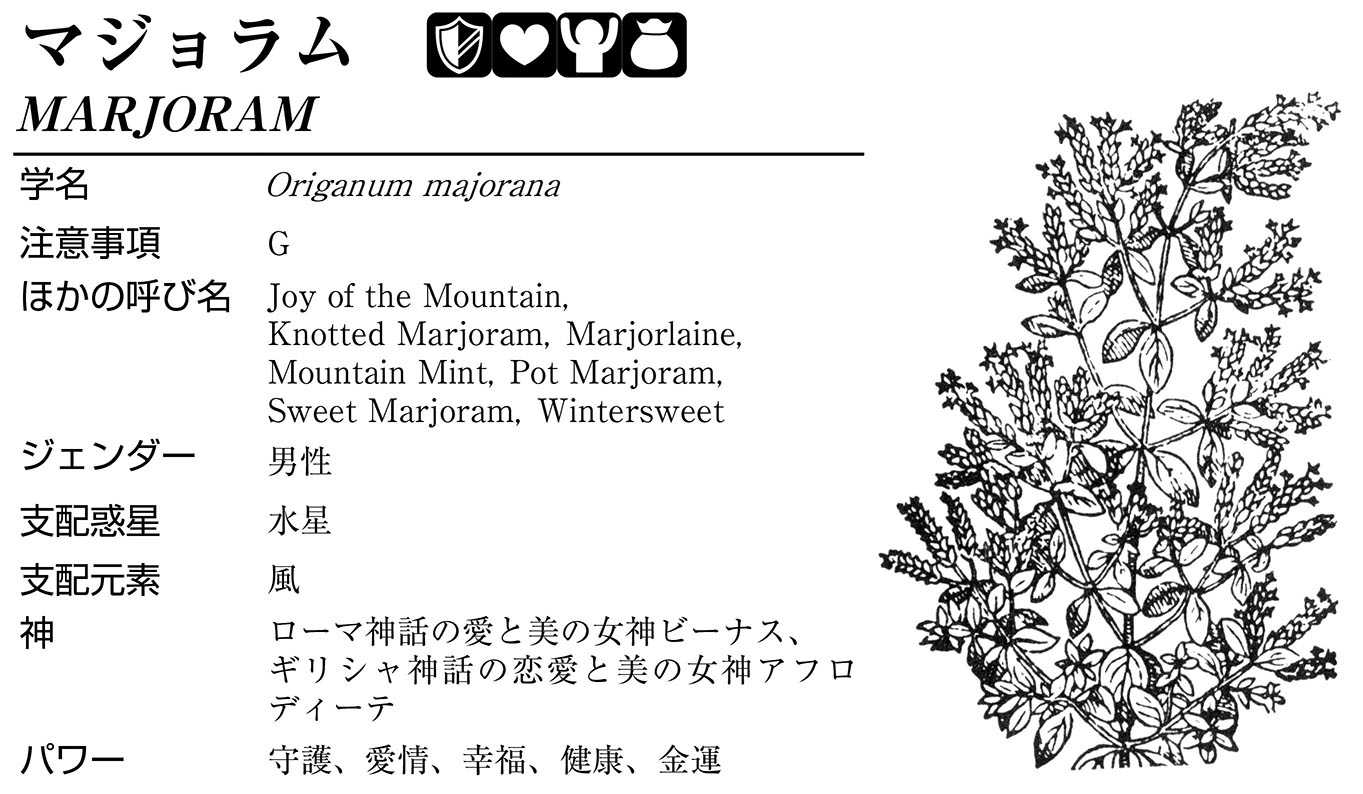 マジョラム
MARJORAM
学名 Origanum majorana
注意事項 G
ほかの呼び名 Joy of the Mountain,
Knotted Marjoram, Marjorlaine,
Mountain Mint, Pot Marjoram,
Sweet Marjoram, Wintersweet
ジェンダー 男性
支配惑星 水星
支配元素 風
神 ローマ神話の愛と美の女神ビーナス、
ギリシャ神話の恋愛と美の女神アフロ
ディーテ
パワー 守護、愛情、幸福、健康、金運